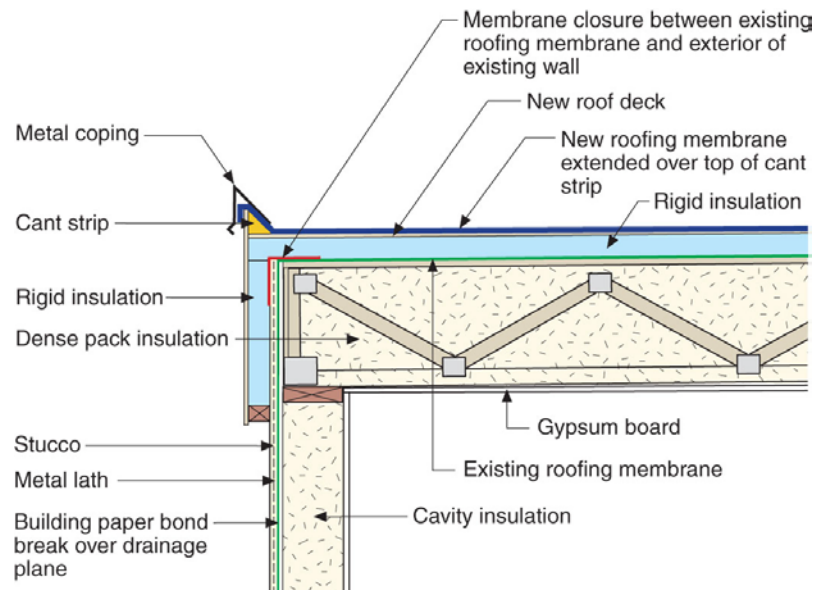 Membrane closure between existing
roofing membrane and exterior of
existing wall
New roof deck
Metal coping
New roofing membrane
extended over top of cant
strip
Rigid insulation
Cant strip
Rigid insulation
Dense pack insulation
Gypsum board
Stucco
Existing roofing membrane
Metal lath
Cavity insulation
Building paper bond
break over drainage
plane